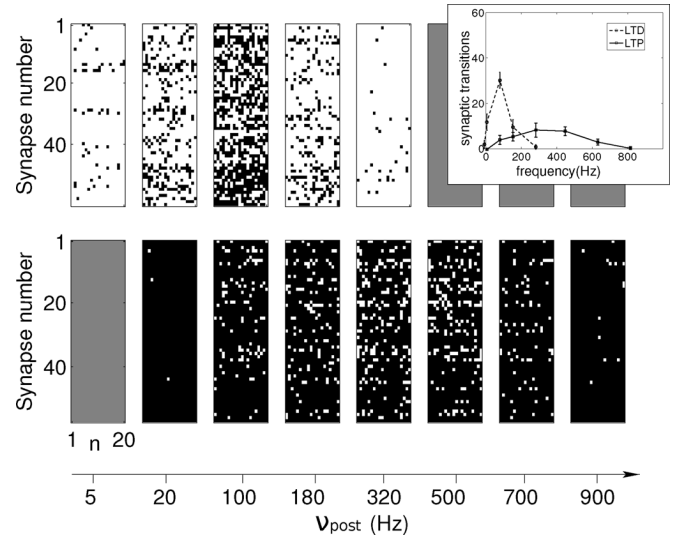 Synapse number
1
20
40
60
40
20
0
synaptic transitions
LTD
LTP
0 200 400 600 800
frequency(Hz)
Synapse number
1
20
40
1 n 20
5 20 100 180 320 500 700 900
νpost (Hz)